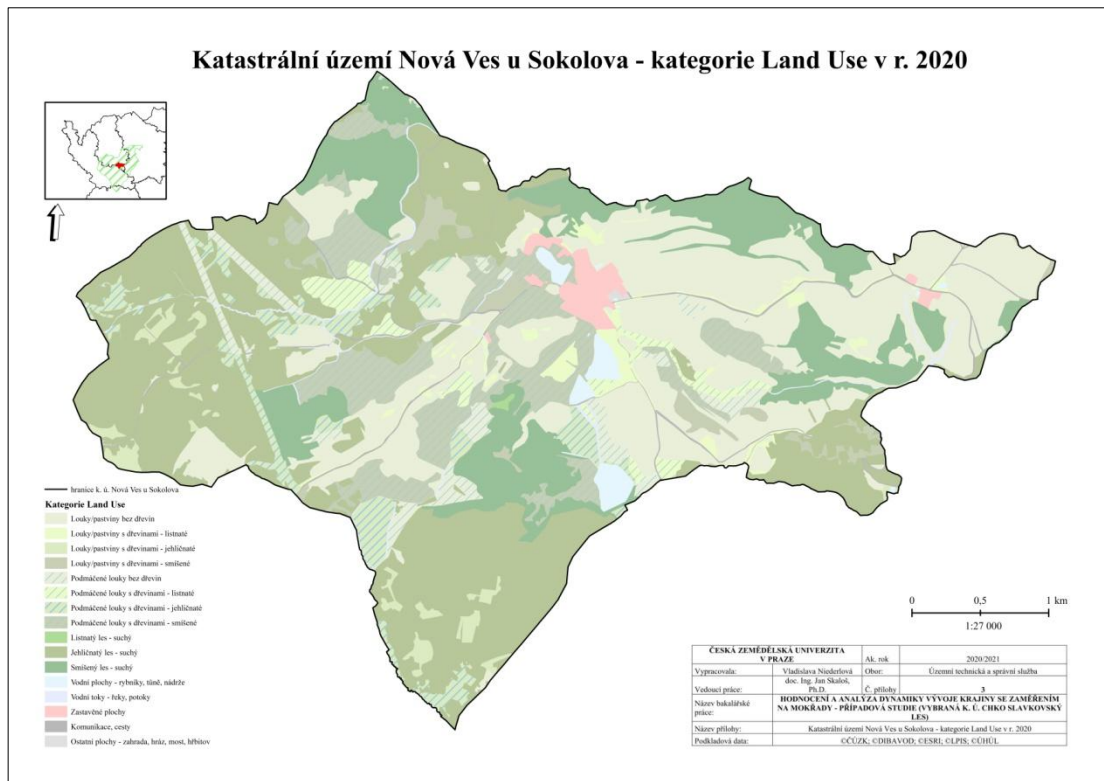 Katastrální území Nová Ves u Sokolova - kategorie Land Use v r. 2020
hranice k. ú. Nová Ves u Sokolova
Kategorie Land Use
Louky/pastviny bez dřevin
Louky/pastviny s dřevinami - listnaté
Louky/pastviny s dřevinami - jehličnaté
Louky/pastviny s dřevinami - smíšené
Podmáčené louky bez dřevin
Podmáčené louky s dřevinami - listnaté
Podmáčené louky s dřevinami - jehličnaté
Podmáčené louky s dřevinami - smíšené
Listnatý les - suchý
Jehličnatý les - suchý
Smíšený les - suchý
Vodní plochy - rybníky, tůně, nádrže
Vodní toky - řeky, potoky
Zastavěné plochy
Komunikace, cesty
Ostatní plochy - zahrada, hráz, most, hřbitov
0 0,5 1 km
1:27 000
ČESKÁ ZEMĚDĚLSKÁ UNIVERZITA
V PRAZE Ak. rok 2020/2021
Vypracovala: Vladislava Niederlová Obor: Územní technická a správní služba
doc. Ing. Jan Skaloš,
Vedoucí práce: Ph.D. Č. přílohy 3
Název bakalářské
práce:
HODNOCENÍ A ANALÝZA DYNAMIKY VÝVOJE KRAJINY SE ZAMĚŘENÍM
NA MOKŘADY - PŘÍPADOVÁ STUDIE (VYBRANÁ K. Ú. CHKO SLAVKOVSKÝ
LES)
Název přílohy: Katastrální území Nová Ves u Sokolova - kategorie Land Use v r. 2020
Podkladová data: ©ČÚZK; ©DIBAVOD; ©ESRI; ©LPIS; ©ÚHÚL